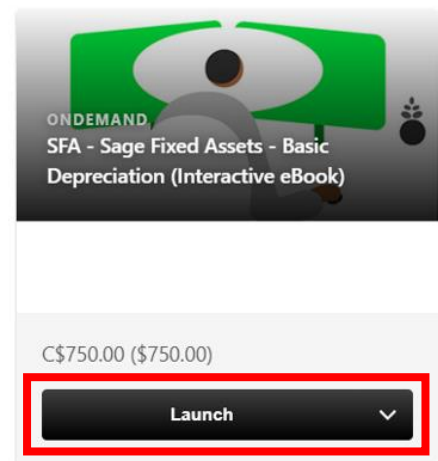 ONDEMAND
SFA - Sage Fixed Assets - Basic
Depreciation (Interactive eBook)
C$750.00 ($750.00)
Launch